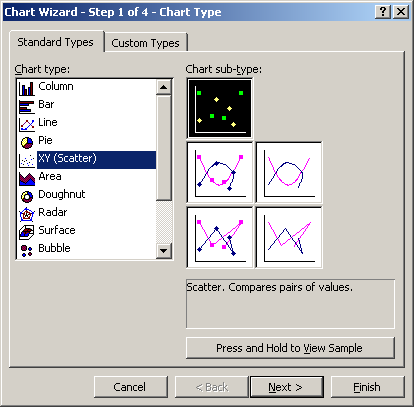 Chart Wizard - Step 1 of 4 - Chart Type
Standard Types
Custom Types
Chart type:
Column
Bar
Line
Pie
XY (Scatter)
Area
Doughnut
Radar
Surface
Bubble
Chart sub-type:
Scatter. Compares pairs of values.
Press and Hold to View Sample
Cancel
< Back
Next >
Finish